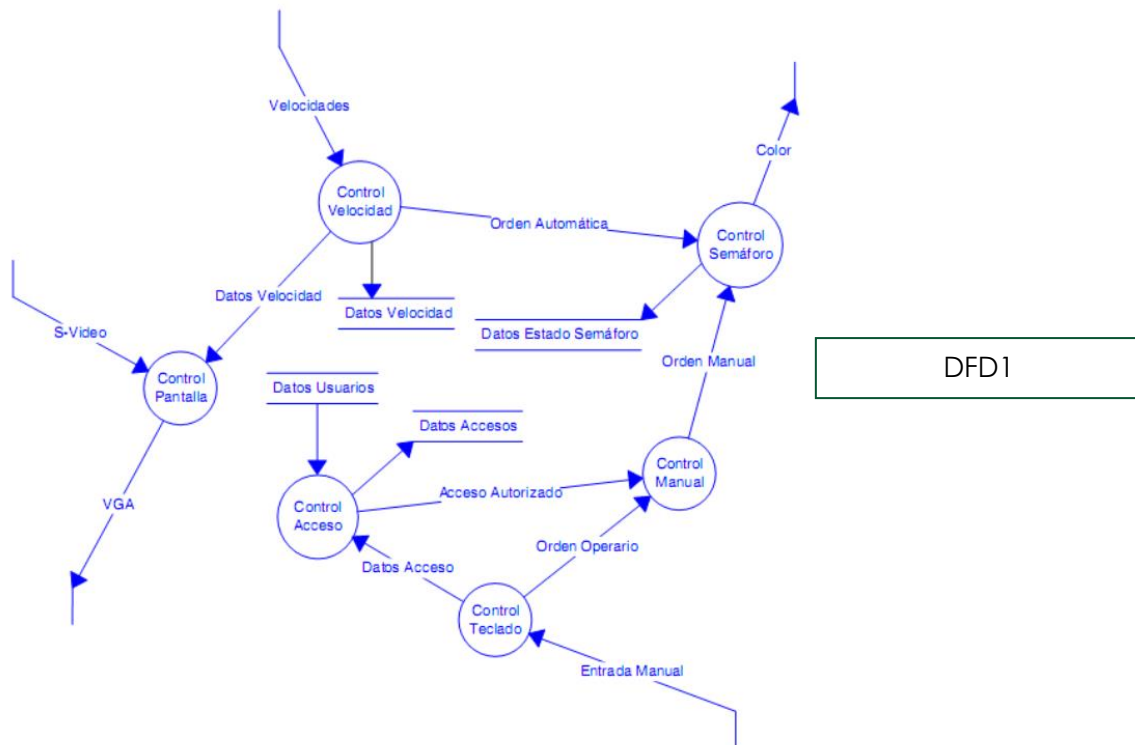 Velocidades
Color
Control
Velocidad
Orden Automática
Control
Semáforo
Datos Velocidad
Datos Velocidad
S-Video
Datos Estado Semáforo
Orden Manual
DFD1
Control
Pantalla
Datos Usuarios
Datos Accesos
VGA
Acceso Autorizado
Control
Manual
Control
Acceso
Orden Operario
Datos Acceso
Control
Teclado
Entrada Manual